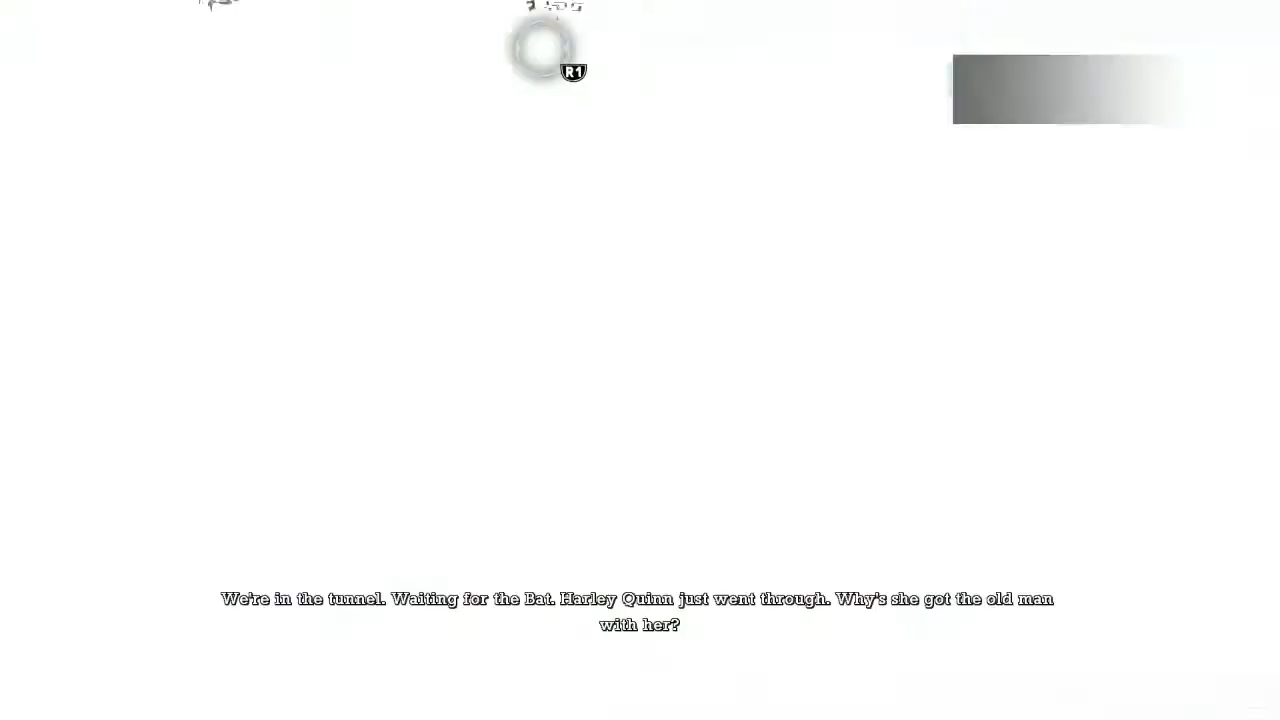 R1
We're in the tunnel. Waiting for the Bat. Harley Quinn just went through. Why's she got the old man
with her?